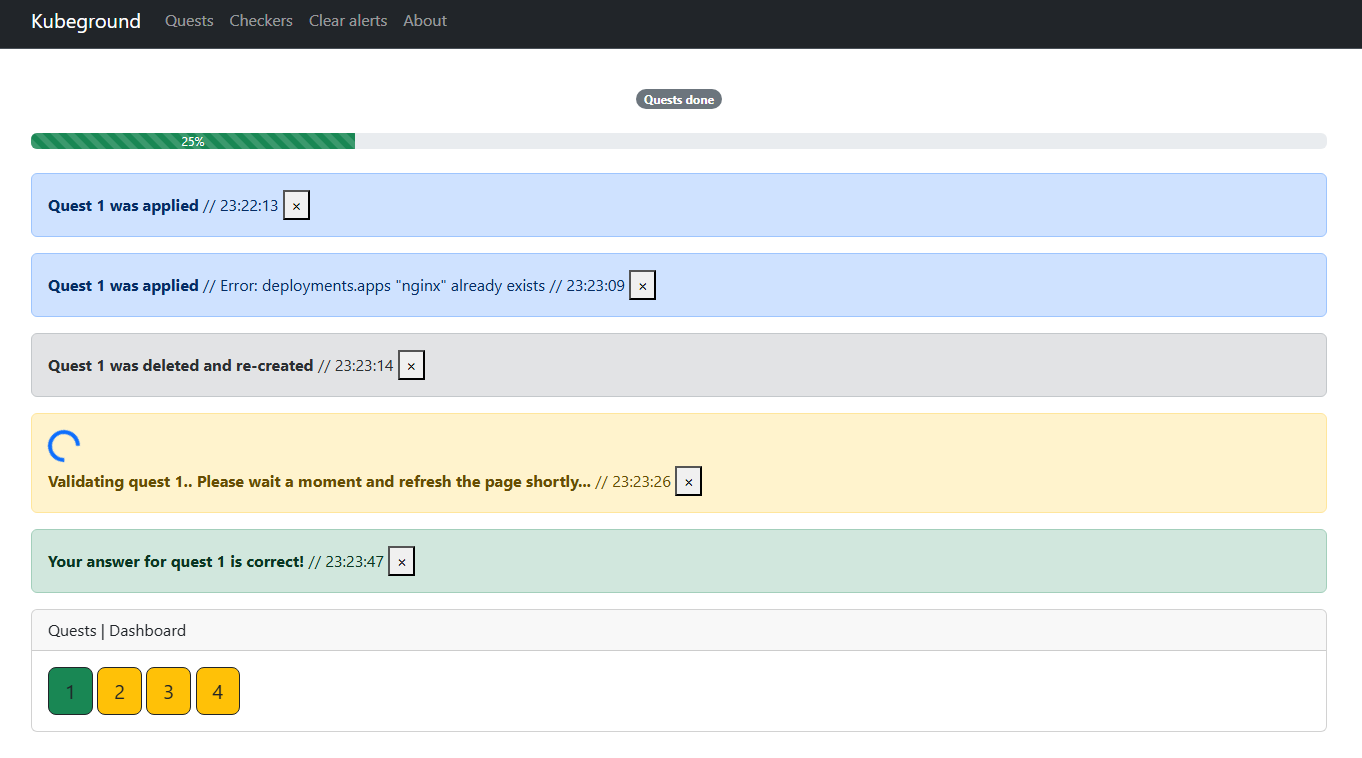 Kubeground Quests Checkers Clear alerts About
Quests done
25%
Quest 1 was applied // 23:22:13 ×
Quest 1 was applied // Error: deployments.apps "nginx" already exists // 23:23:09 ×
Quest 1 was deleted and re-created // 23:23:14 ×
Validating quest 1.. Please wait a moment and refresh the page shortly... // 23:23:26 ×
Your answer for quest 1 is correct! // 23:23:47 ×
Quests | Dashboard
1 2 3 4